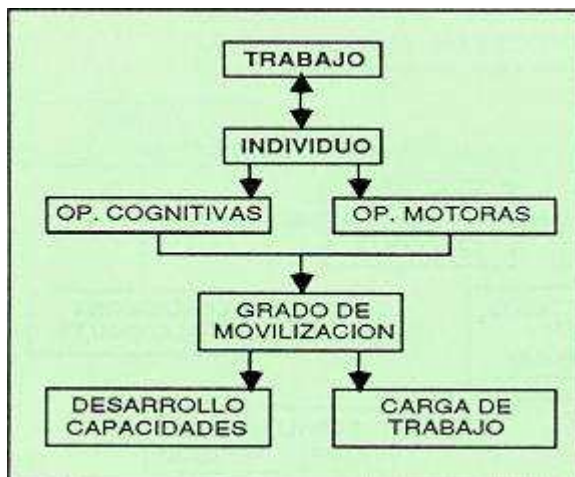 TRABAJO
INDIVIDUO
OP. COGNITIVAS
OP. MOTORAS
GRADO DE
MOVILIZACION
DESARROLLO
CAPACIDADES
CARGA DE
TRABAJO